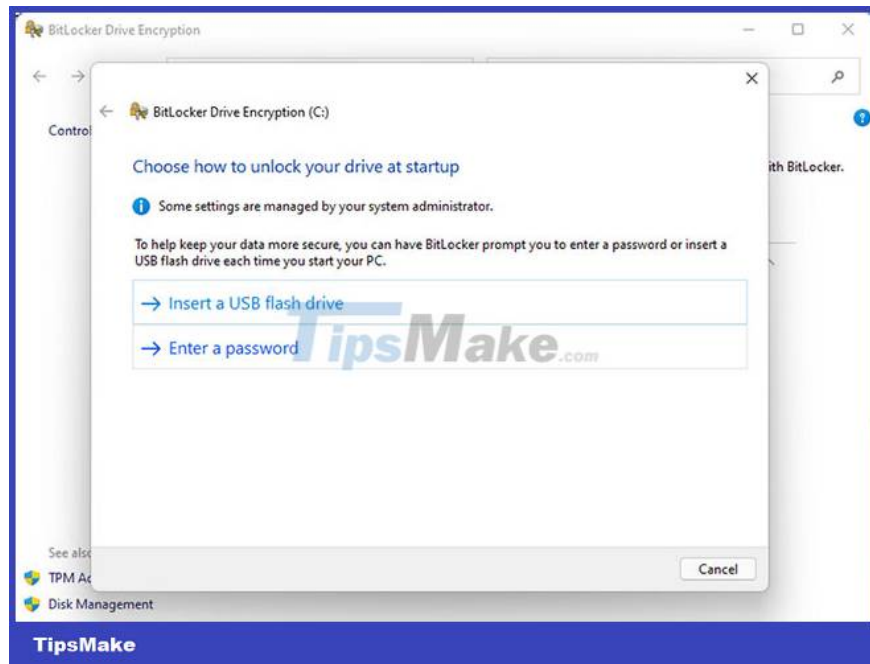 BitLocker Drive Encryption
BitLocker Drive Encryption (C:)
Control
Choose how to unlock your drive at startup
ith BitLocker.
Some settings are managed by your system administrator.
To help keep your data more secure, you can have BitLocker prompt you to enter a password or insert a
USB flash drive each time you start your PC.
→ Insert a USB flash drive
→ Enter a password
TipsMake.com
Cancel
See also
TPM Ad
Disk Management
TipsMake